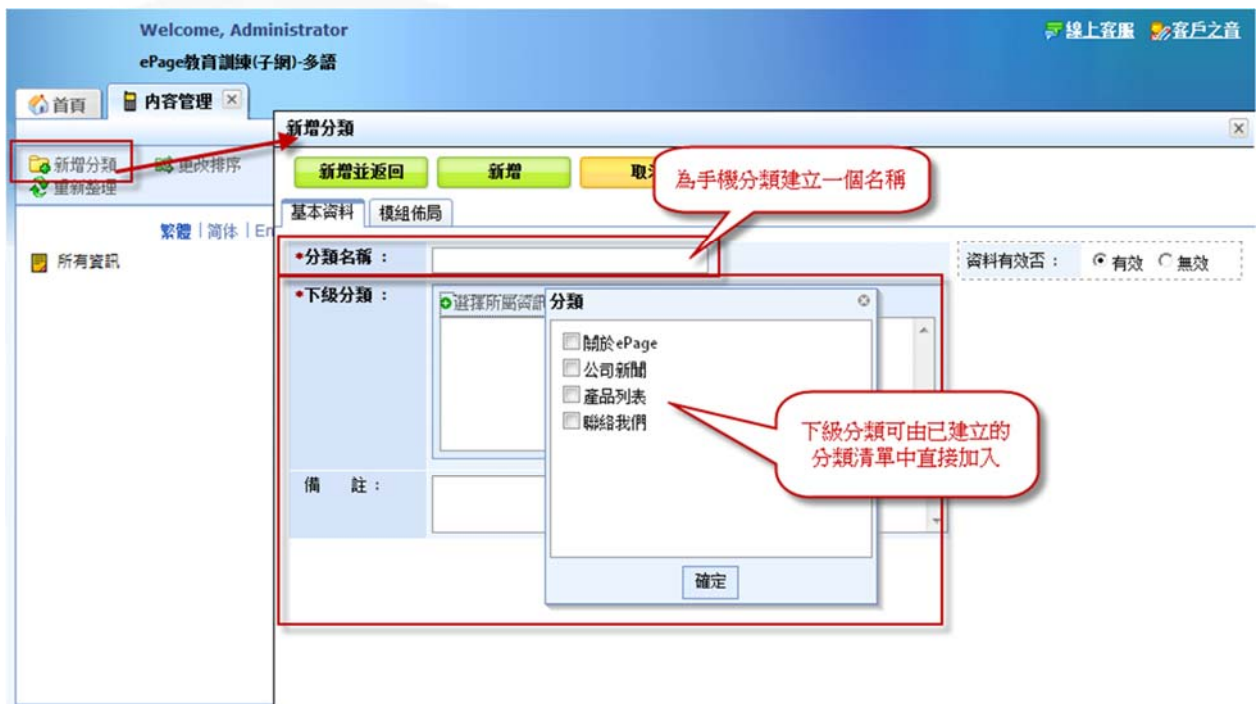 Welcome, Administrator
線上客服 客戶之音
ePage教育訓練(子網)-多語
首頁 內容管理
新增分類
新增分類 更改排序
重新整理
新增並返回 新增
為手機分類建立一個名稱
基本資料 模組佈局
繁體 | 简体 | En
所有資訊
*分類名稱：
資料有效否： 有效 無效
*下級分類：
選擇所屬資訊
分類
關於ePage
公司新聞
產品列表
聯絡我們
下級分類可由已建立的
分類清單中直接加入
備 註：
確定